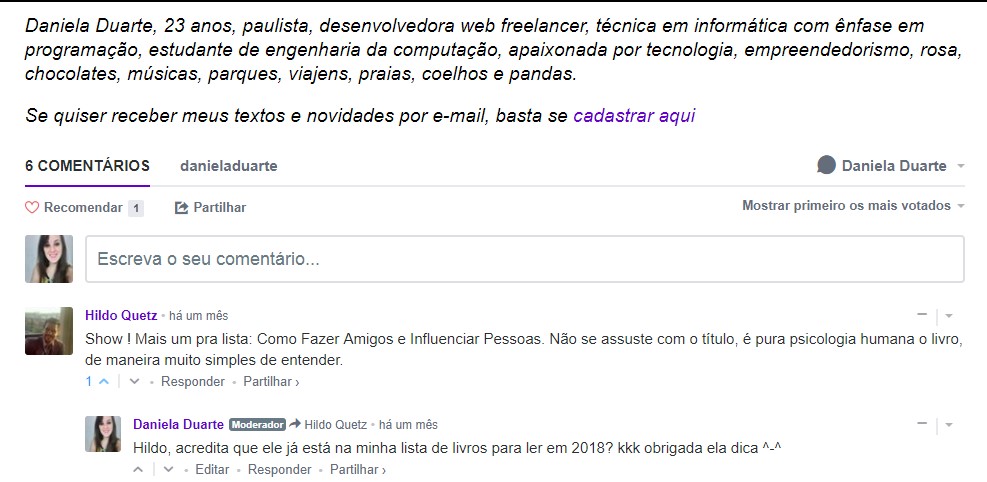 Daniela Duarte, 23 anos, paulista, desenvolvedora web freelancer, técnica em informática com ênfase em
programação, estudante de engenharia da computação, apaixonada por tecnologia, empreendedorismo, rosa,
chocolates, músicas, parques, viajens, praias, coelhos e pandas.
Se quiser receber meus textos e novidades por e-mail, basta se cadastrar aqui
6 COMENTÁRIOS danieladuarte Daniela Duarte
Recomendar 1 Partilhar Mostrar primeiro os mais votados
Escreva o seu comentário...
Hildo Quetz • há um mês
Show ! Mais um pra lista: Como Fazer Amigos e Influenciar Pessoas. Não se assuste com o título, é pura psicologia humana o livro,
de maneira muito simples de entender.
1 • Responder • Partilhar ›
Daniela Duarte Moderador Hildo Quetz • há um mês
Hildo, acredita que ele já está na minha lista de livros para ler em 2018? kkk obrigada ela dica ^-^
• Editar • Responder • Partilhar ›